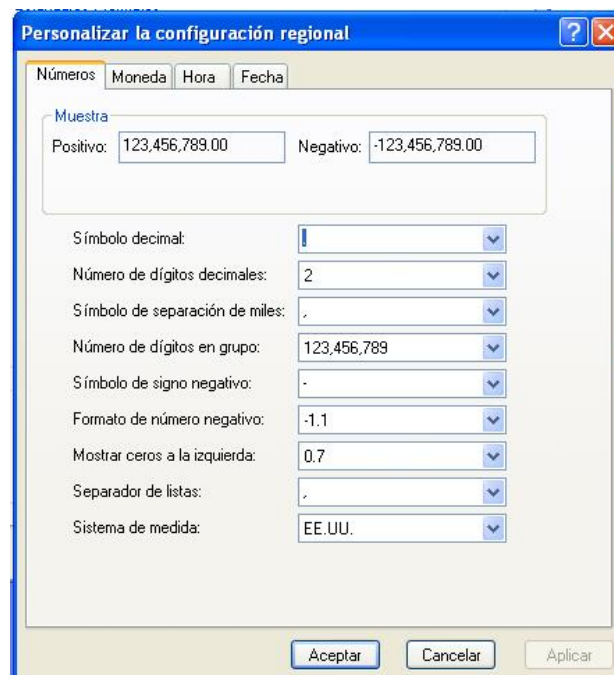 Personalizar la configuración regional
Números Moneda Hora Fecha
Muestra
Positivo: 123,456,789.00 Negativo: -123,456,789.00
Símbolo decimal: .
Número de dígitos decimales: 2
Símbolo de separación de miles: ,
Número de dígitos en grupo: 123,456,789
Símbolo de signo negativo: -
Formato de número negativo: -1.1
Mostrar ceros a la izquierda: 0.7
Separador de listas: ,
Sistema de medida: EE.UU.
Aceptar Cancelar Aplicar